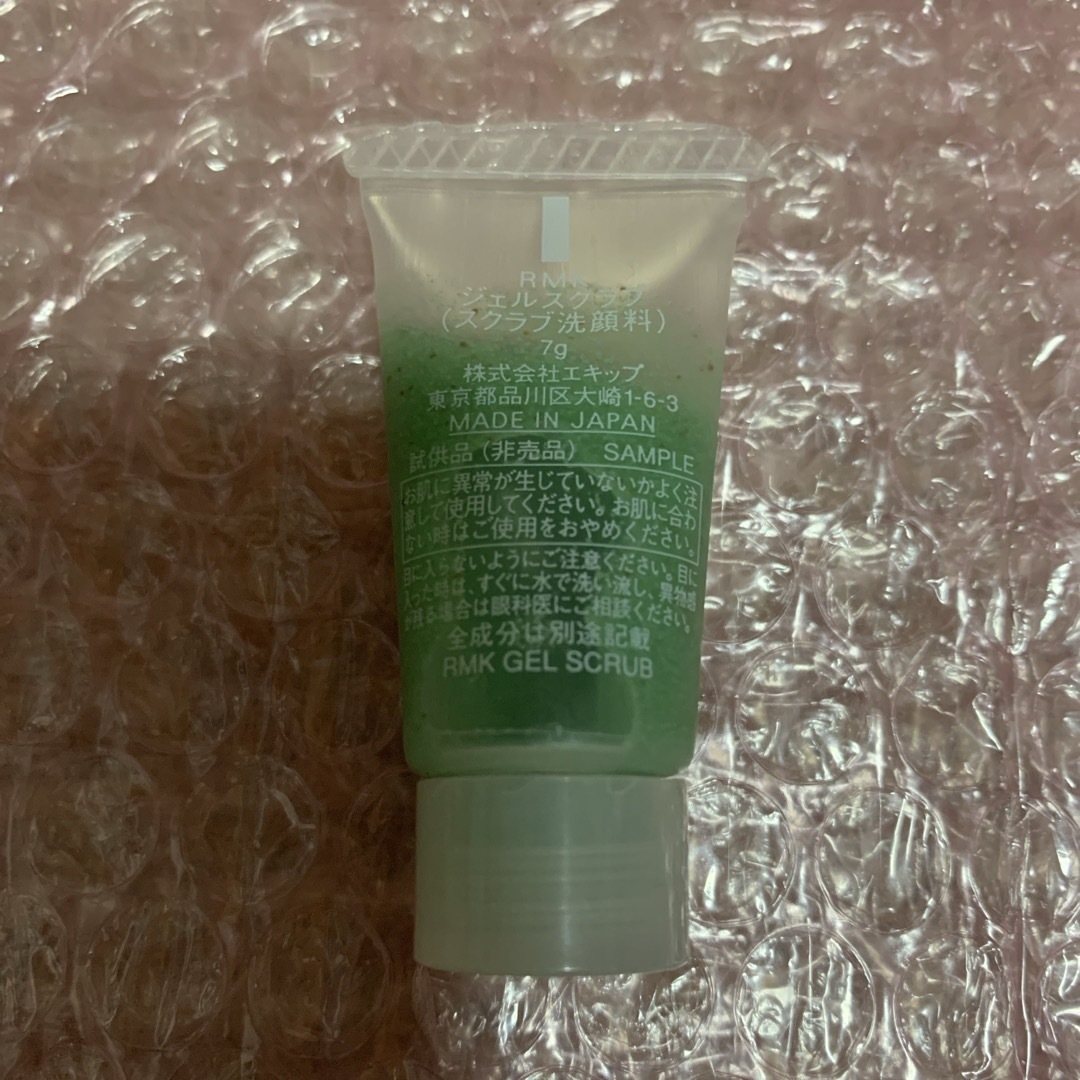 RMK
ジェルスクラブ
(スクラブ洗顔料)
7g
株式会社エキップ
東京都品川区大崎1-6-3
MADE IN JAPAN
試供品(非売品) SAMPLE
お肌に異常が生じていないかよく注
意して使用してください。お肌に合わ
ない時はご使用をおやめください。
目に入らないようにご注意ください。目に
入った時は、すぐに水で洗い流し、異物感
が残る場合は眼科医にご相談ください。
全成分は別途記載
RMK GEL SCRUB